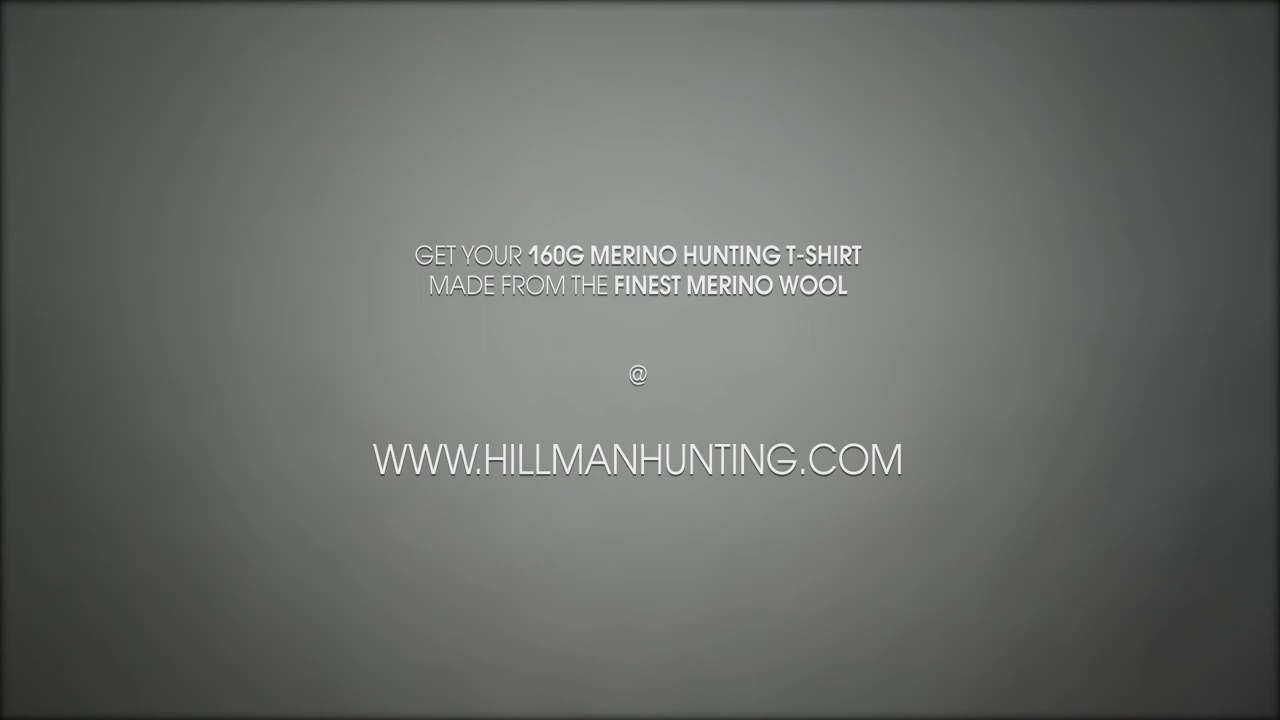 GET YOUR 160G MERINO HUNTING T-SHIRT
MADE FROM THE FINEST MERINO WOOL
@
WWW.HILLMANHUNTING.COM